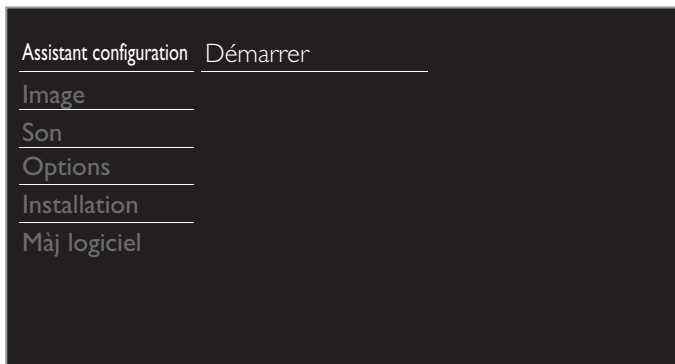 Assistant configuration Démarrer
Image
Son
Options
Installation
Màj logiciel